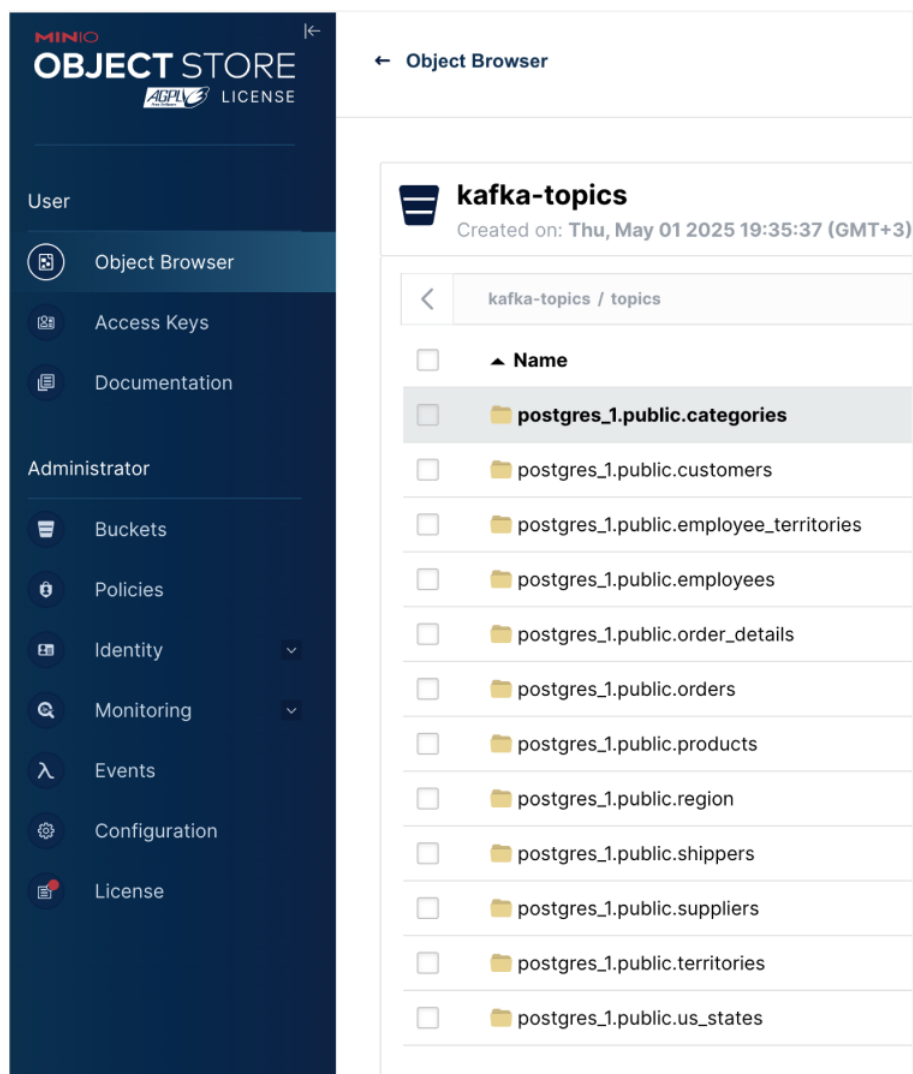 MINIO
OBJECT STORE
AGPL v3 LICENSE
← Object Browser
User
Object Browser
Access Keys
Documentation
Administrator
Buckets
Policies
Identity
Monitoring
Events
Configuration
License
kafka-topics
Created on: Thu, May 01 2025 19:35:37 (GMT+3)
kafka-topics / topics
Name
postgres_1.public.categories
postgres_1.public.customers
postgres_1.public.employee_territories
postgres_1.public.employees
postgres_1.public.order_details
postgres_1.public.orders
postgres_1.public.products
postgres_1.public.region
postgres_1.public.shippers
postgres_1.public.suppliers
postgres_1.public.territories
postgres_1.public.us_states